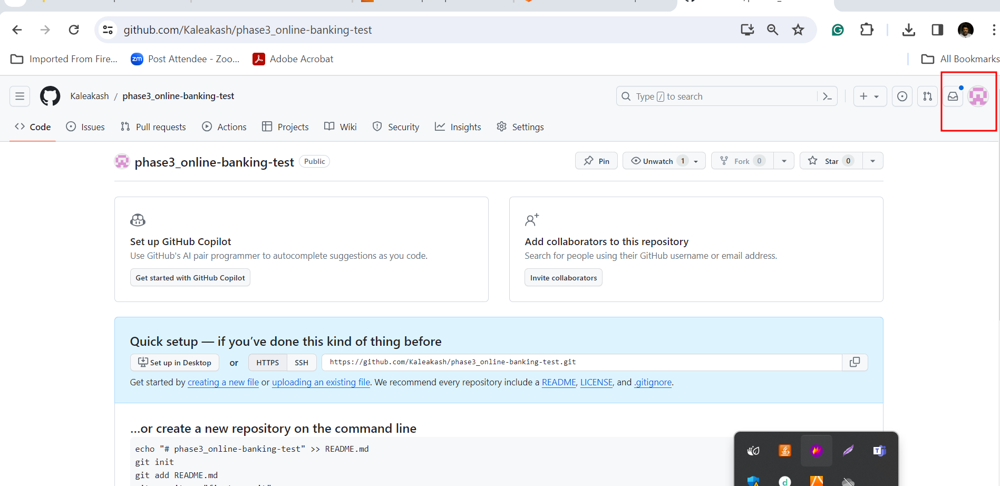 github.com/Kaleakash/phase3_online-banking-test
Imported From Fire...
zm
Post Attendee - Zoo...
Adobe Acrobat
All Bookmarks
Kaleakash / phase3_online-banking-test
Type / to search
Code
Issues
Pull requests
Actions
Projects
Wiki
Security
Insights
Settings
phase3_online-banking-test
Public
Pin
Unwatch 1
Fork 0
Star 0
Set up GitHub Copilot
Use GitHub's AI pair programmer to autocomplete suggestions as you code.
Get started with GitHub Copilot
Add collaborators to this repository
Search for people using their GitHub username or email address.
Invite collaborators
Quick setup — if you’ve done this kind of thing before
Set up in Desktop
or
HTTPS
SSH
https://github.com/Kaleakash/phase3_online-banking-test.git
Get started by creating a new file or uploading an existing file. We recommend every repository include a README, LICENSE, and .gitignore.
…or create a new repository on the command line
echo "# phase3_online-banking-test" >> README.md
git init
git add README.md